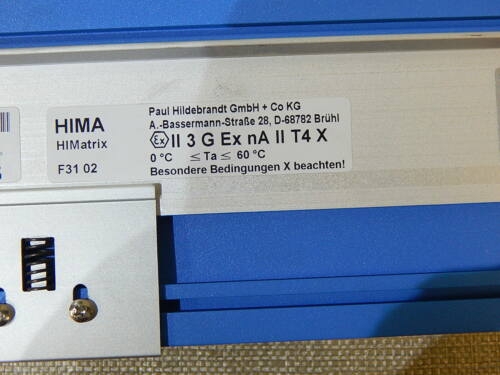 HIMA
HIMatrix
F31 02
Paul Hildebrandt GmbH + Co KG
A.-Bassermann-Straße 28, D-68782 Brühl
Ex II 3 G Ex nA II T4 X
0 °C ≤Ta≤ 60 °C
Besondere Bedingungen X beachten!